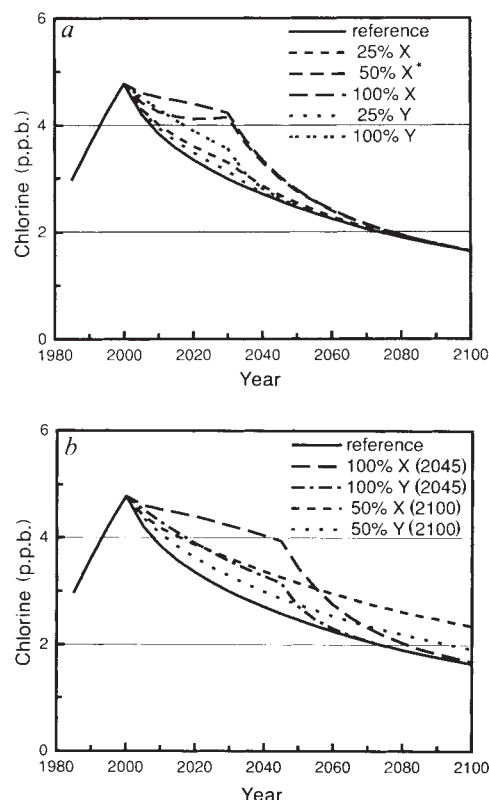 a
reference
25% X
50% X*
100% X
25% Y
100% Y
Chlorine (p.p.b.)
6
4
2
0
1980 2000 2020 2040 2060 2080 2100
Year
b
reference
100% X (2045)
100% Y (2045)
50% X (2100)
50% Y (2100)
Chlorine (p.p.b.)
6
4
2
0
1980 2000 2020 2040 2060 2080 2100
Year